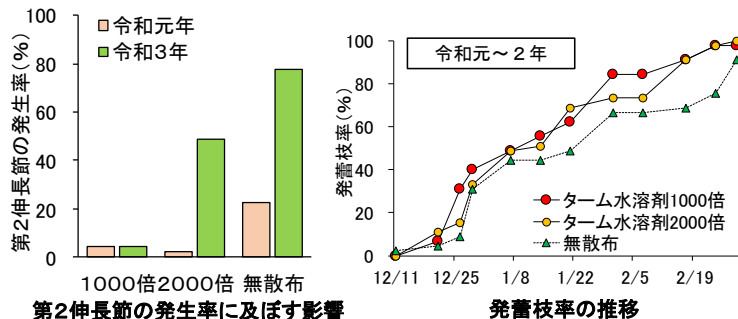 第2伸長節の発生率(%)
100
80
60
40
20
0
令和元年
令和3年
1000倍
2000倍
無散布
第2伸長節の発生率に及ぼす影響
発蕾枝率(%)
100
80
60
40
20
0
令和元～2年
ターム水溶剤1000倍
ターム水溶剤2000倍
無散布
12/11
12/25
1/8
1/22
2/5
2/19
発蕾枝率の推移